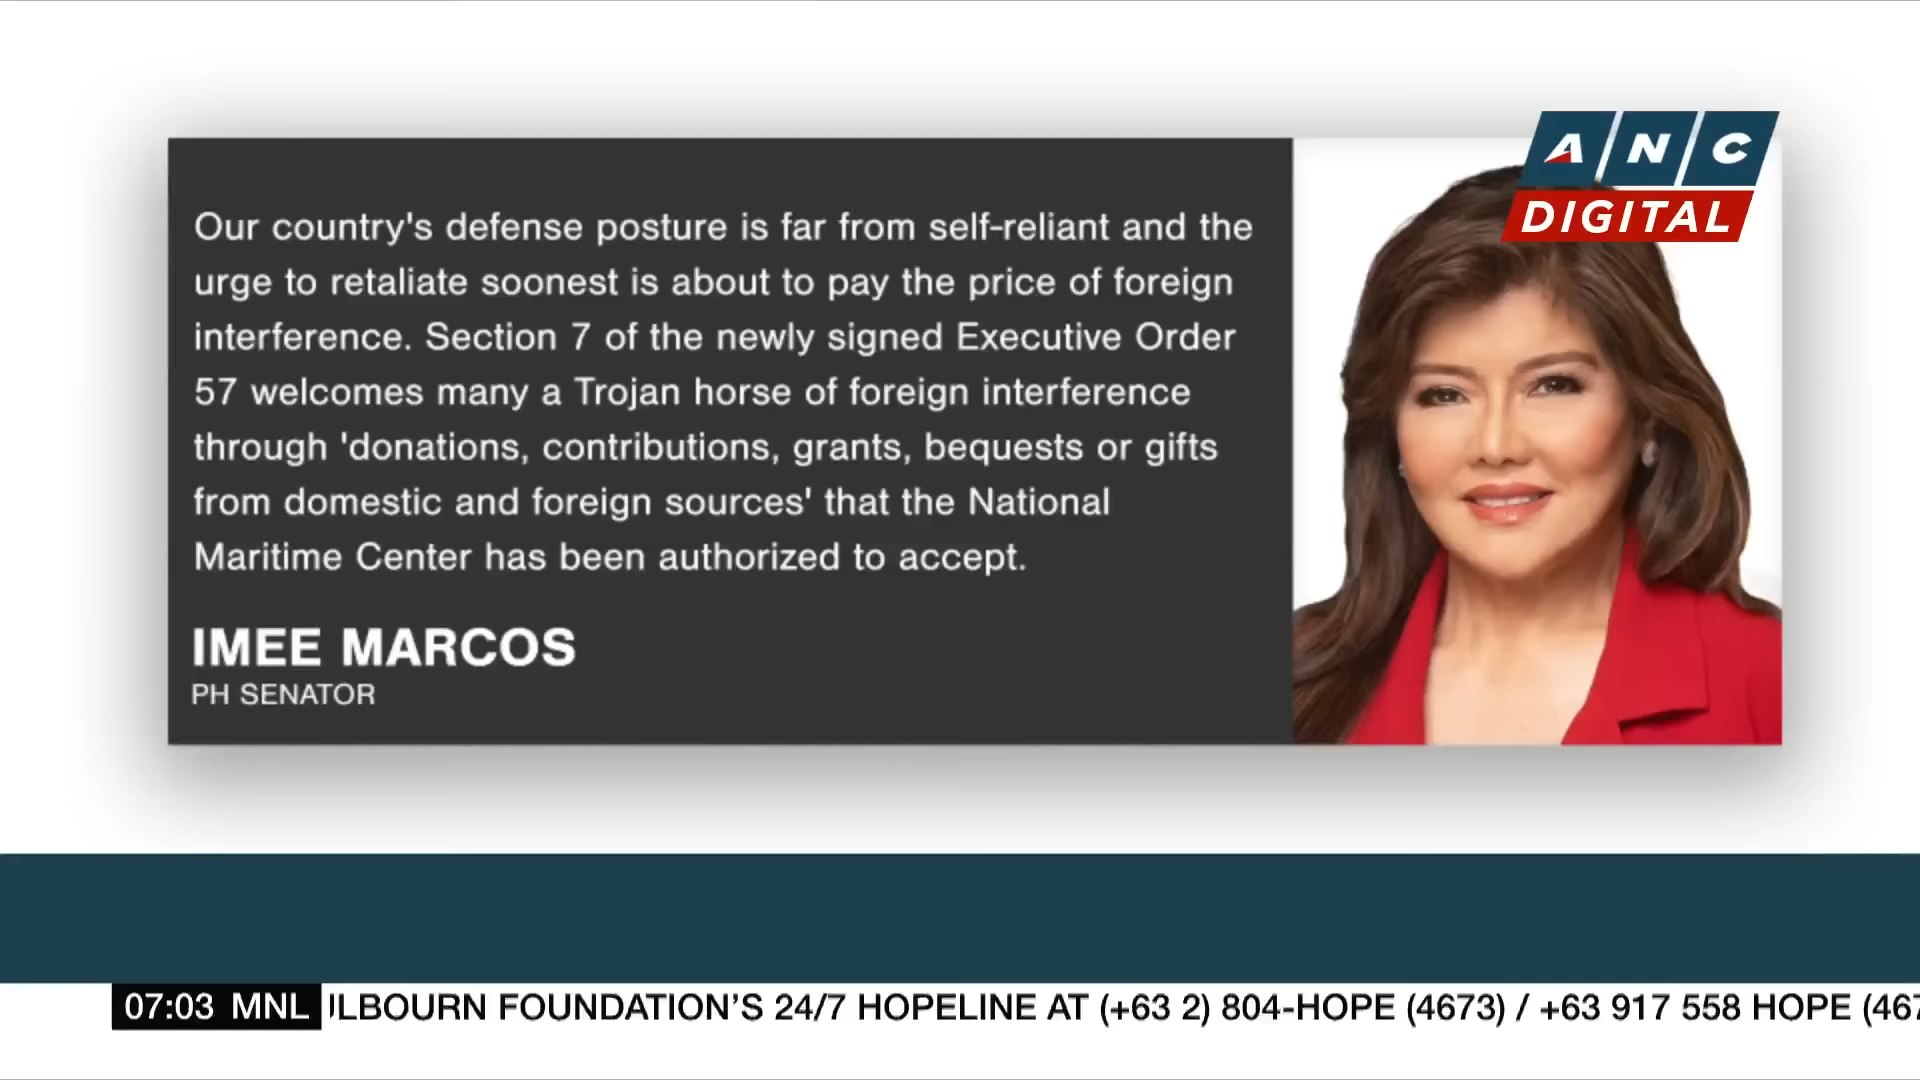 ANC
DIGITAL
Our country's defense posture is far from self-reliant and the
urge to retaliate soonest is about to pay the price of foreign
interference. Section 7 of the newly signed Executive Order
57 welcomes many a Trojan horse of foreign interference
through 'donations, contributions, grants, bequests or gifts
from domestic and foreign sources' that the National
Maritime Center has been authorized to accept.
IMEE MARCOS
PH SENATOR
07:03 MNL FOUNDATION’S 24/7 HOPELINE AT (+63 2) 804-HOPE (4673) / +63 917 558 HOPE